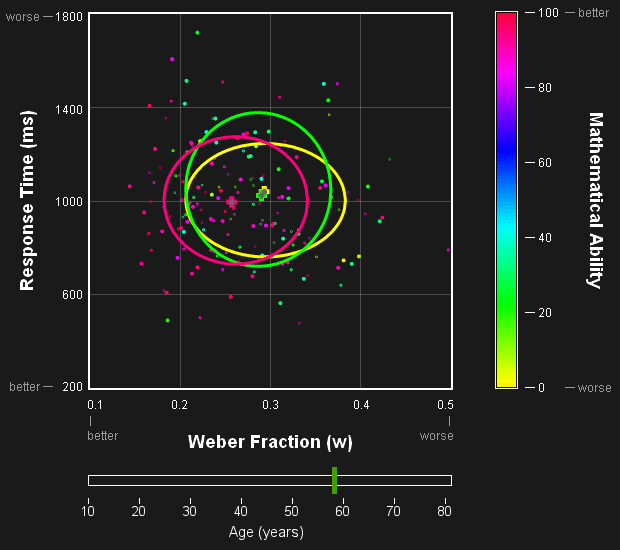 worse
1800
1400
1000
600
better
200
Response Time (ms)
0.1
0.2
0.3
0.4
0.5
better
Weber Fraction (w)
worse
10
20
30
40
50
60
70
80
Age (years)
100
better
80
60
40
20
0
worse
Mathematical Ability